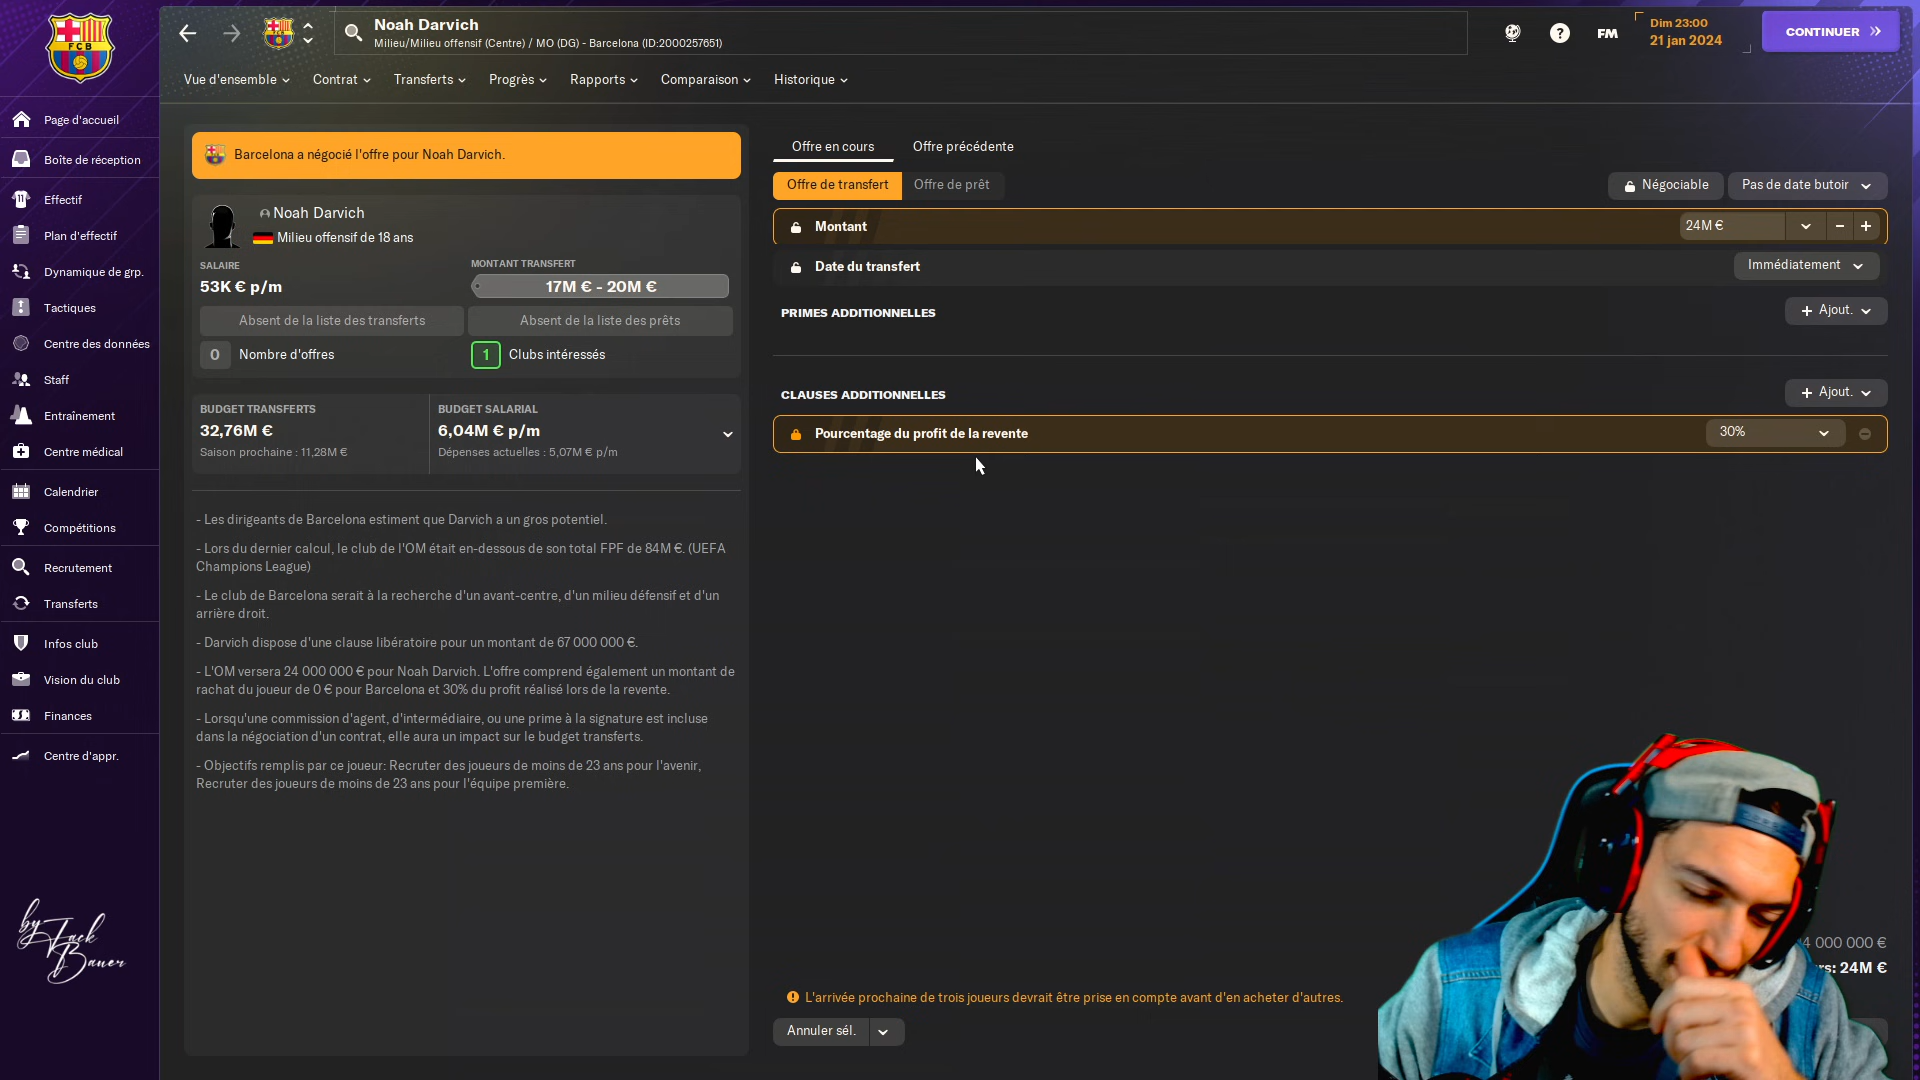 FCB
Noah Darvich
Milieu/Milieu offensif (Centre) / MO (DG) - Barcelona (ID:2000257651)
FM
Dim 23:00
21 jan 2024
CONTINUER
Vue d'ensemble
Contrat
Transferts
Progrès
Rapports
Comparaison
Historique
Page d'accueil
Boîte de réception
Effectif
Plan d'effectif
Dynamique de grp.
Tactiques
Centre des données
Staff
Entraînement
Centre médical
Calendrier
Compétitions
Recrutement
Transferts
Infos club
Vision du club
Finances
Centre d'appr.
by Jack Bauer
Barcelona a négocié l'offre pour Noah Darvich.
Noah Darvich
Milieu offensif de 18 ans
SALAIRE
53K € p/m
MONTANT TRANSFERT
17M € - 20M €
Absent de la liste des transferts
Absent de la liste des prêts
0 Nombre d'offres
1 Clubs intéressés
BUDGET TRANSFERTS
32,76M €
Saison prochaine : 11,28M €
BUDGET SALARIAL
6,04M € p/m
Dépenses actuelles : 5,07M € p/m
- Les dirigeants de Barcelona estiment que Darvich a un gros potentiel.
- Lors du dernier calcul, le club de l'OM était en-dessous de son total FPF de 84M €. (UEFA
Champions League)
- Le club de Barcelona serait à la recherche d'un avant-centre, d'un milieu défensif et d'un
arrière droit.
- Darvich dispose d'une clause libératoire pour un montant de 67 000 000 €.
- L'OM versera 24 000 000 € pour Noah Darvich. L'offre comprend également un montant de
rachat du joueur de 0 € pour Barcelona et 30% du profit réalisé lors de la revente.
- Lorsqu'une commission d'agent, d'intermédiaire, ou une prime à la signature est incluse
dans la négociation d'un contrat, elle aura un impact sur le budget transferts.
- Objectifs remplis par ce joueur: Recruter des joueurs de moins de 23 ans pour l'avenir,
Recruter des joueurs de moins de 23 ans pour l'équipe première.
Offre en cours
Offre précédente
Offre de transfert
Offre de prêt
Négociable
Pas de date butoir
Montant
24M €
Date du transfert
Immédiatement
PRIMES ADDITIONNELLES
+ Ajout.
CLAUSES ADDITIONNELLES
+ Ajout.
Pourcentage du profit de la revente
30%
4 000 000 €
rs: 24M €
L'arrivée prochaine de trois joueurs devrait être prise en compte avant d'en acheter d'autres.
Annuler sél.